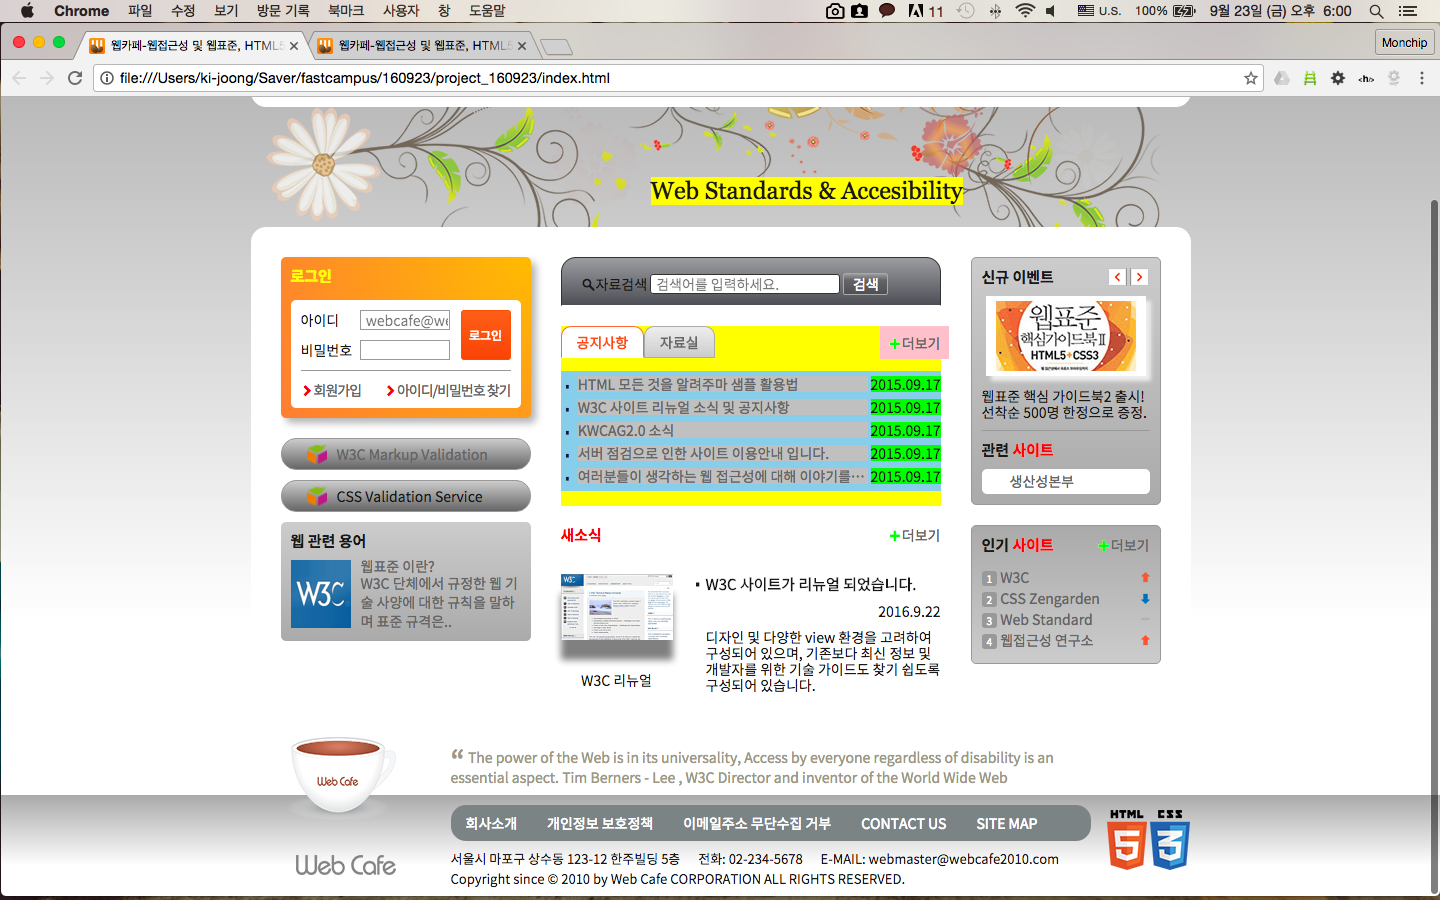 Chrome 파일 수정 보기 방문 기록 북마크 사용자 창 도움말 11 U.S. 100% 9월 23일 (금) 오후 6:00
웹카페-웹접근성 및 웹표준, HTML5 웹카페-웹접근성 및 웹표준, HTML5 Monchip
file:///Users/ki-joong/Saver/fastcampus/160923/project_160923/index.html
Web Standards & Accesibility
로그인
아이디 webcafe@we
비밀번호
로그인
회원가입 아이디/비밀번호 찾기
W3C Markup Validation
CSS Validation Service
웹 관련 용어
W3C
웹표준 이란?
W3C 단체에서 규정한 웹 기
술 사양에 대한 규칙을 말하
며 표준 규격은..
자료검색 검색어를 입력하세요. 검색
공지사항 자료실 +더보기
HTML 모든 것을 알려주마 샘플 활용법 2015.09.17
W3C 사이트 리뉴얼 소식 및 공지사항 2015.09.17
KWCAG2.0 소식 2015.09.17
서버 점검으로 인한 사이트 이용안내 입니다. 2015.09.17
여러분들이 생각하는 웹 접근성에 대해 이야기를… 2015.09.17
새소식 +더보기
W3C
W3C 리뉴얼
W3C 사이트가 리뉴얼 되었습니다.
2016.9.22
디자인 및 다양한 view 환경을 고려하여
구성되어 있으며, 기존보다 최신 정보 및
개발자를 위한 기술 가이드도 찾기 쉽도록
구성되어 있습니다.
신규 이벤트 < >
웹표준
핵심가이드북 II
HTML5+CSS3
웹표준 핵심 가이드북2 출시!
선착순 500명 한정으로 증정.
관련 사이트
생산성본부
인기 사이트 +더보기
1 W3C
2 CSS Zengarden
3 Web Standard
4 웹접근성 연구소
Web Cafe
“ The power of the Web is in its universality, Access by everyone regardless of disability is an
essential aspect. Tim Berners - Lee , W3C Director and inventor of the World Wide Web
회사소개 개인정보 보호정책 이메일주소 무단수집 거부 CONTACT US SITE MAP
HTML 5 CSS 3
Web Cafe
서울시 마포구 상수동 123-12 한주빌딩 5층 전화: 02-234-5678 E-MAIL: webmaster@webcafe2010.com
Copyright since © 2010 by Web Cafe CORPORATION ALL RIGHTS RESERVED.